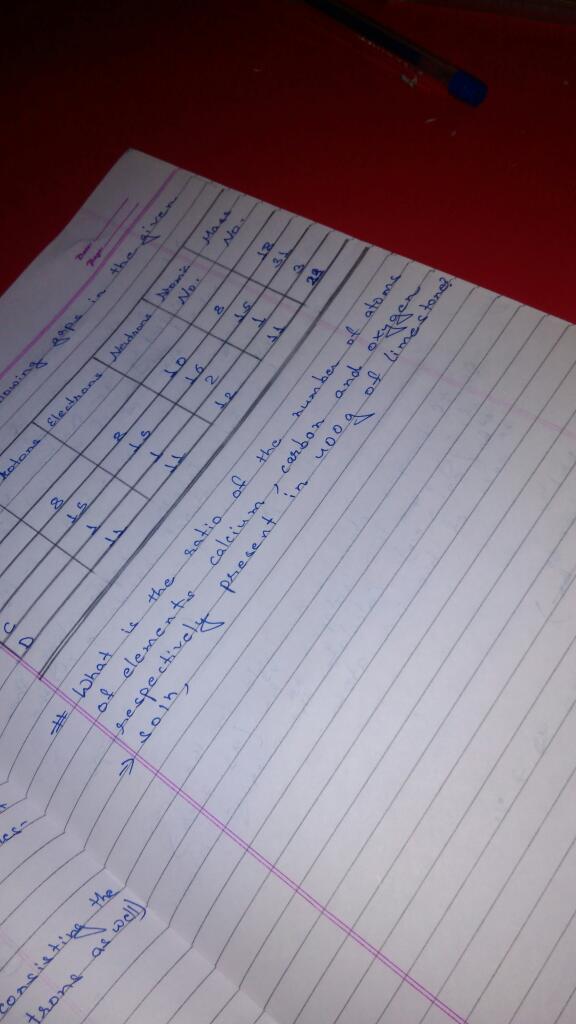 Date
Page
gaps in the given
Electrons Neutrons Atomic No. Mass No.
8 8 10 8 18
15 15 16 15 31
C 1 1 2 1 3
D 11 11 12 11 23
# What is the ratio of the number of atoms
of elements calcium, carbon and oxygen
respectively present in 400g of limestone?
⇒ Soln,
consisting the
trons as well)